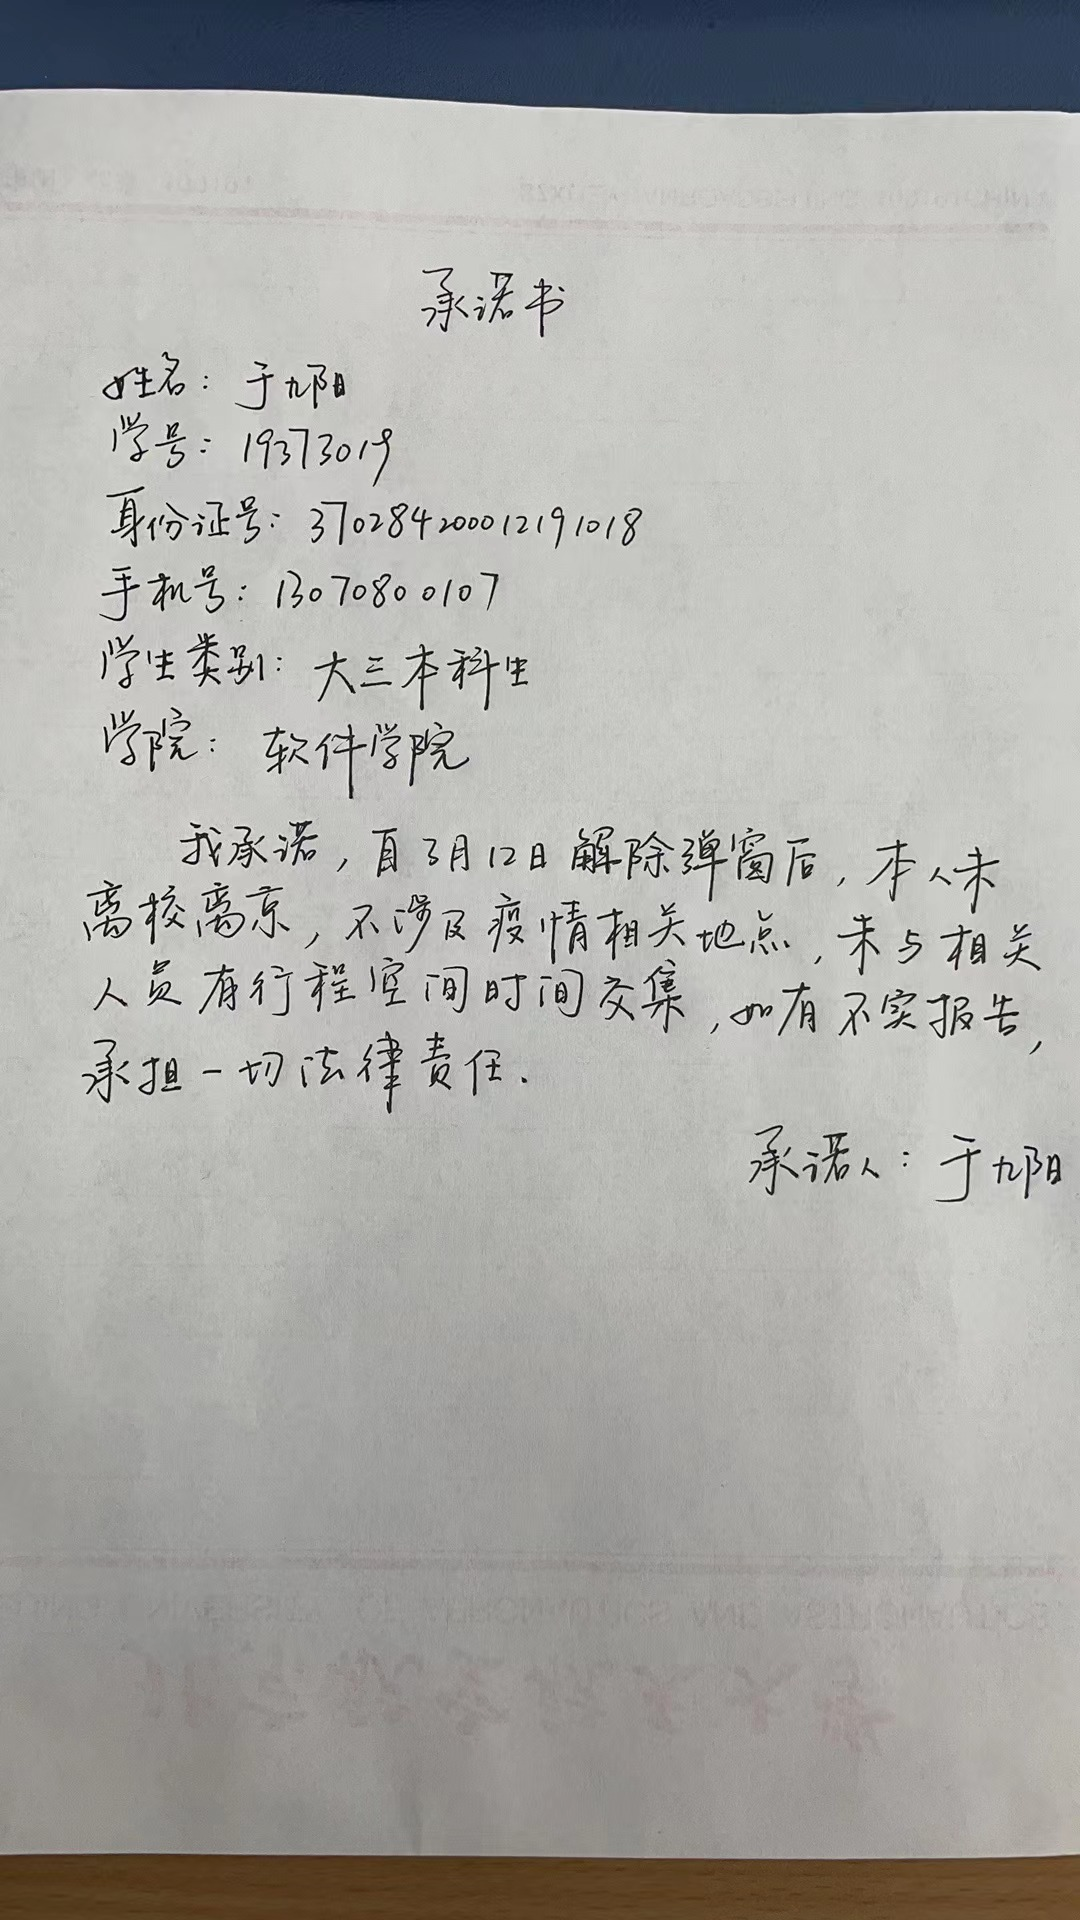 承诺书
姓名：于九阳
学号：19373019
身份证号：370284200012191018
手机号：13070800107
学生类别：大三本科生
学院：软件学院
我承诺，自3月12日解除弹窗后，本人未
离校离京，不涉及疫情相关地点，未与相关
人员有行程空间时间交集，如有不实报告，
承担一切法律责任.
承诺人：于九阳